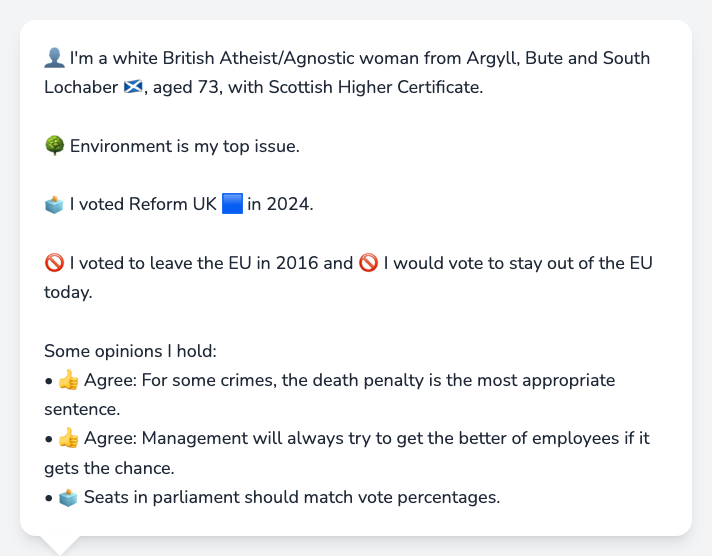 👤 I'm a white British Atheist/Agnostic woman from Argyll, Bute and South
Lochaber 🏴󠁧󠁢󠁳󠁣󠁴󠁿, aged 73, with Scottish Higher Certificate.
🌳 Environment is my top issue.
🗳️ I voted Reform UK 🟦 in 2024.
🚫 I voted to leave the EU in 2016 and 🚫 I would vote to stay out of the EU
today.
Some opinions I hold:
• 👍 Agree: For some crimes, the death penalty is the most appropriate
sentence.
• 👍 Agree: Management will always try to get the better of employees if it
gets the chance.
• 🗳️ Seats in parliament should match vote percentages.